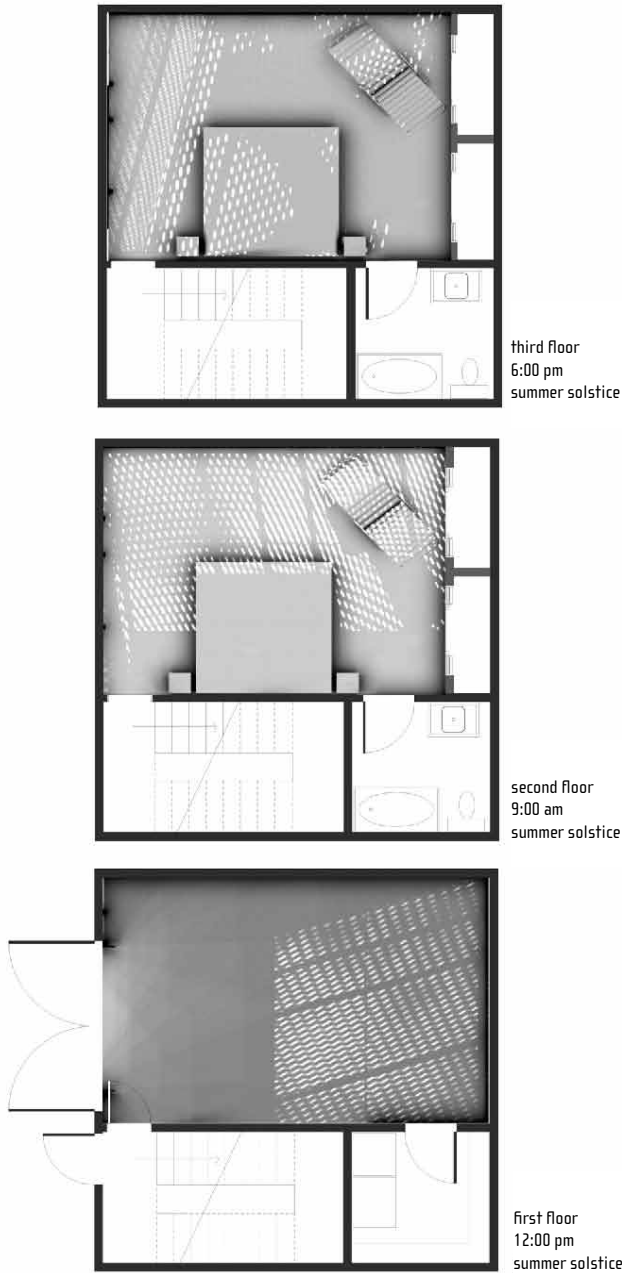 third floor
6:00 pm
summer solstice
second floor
9:00 am
summer solstice
first floor
12:00 pm
summer solstice